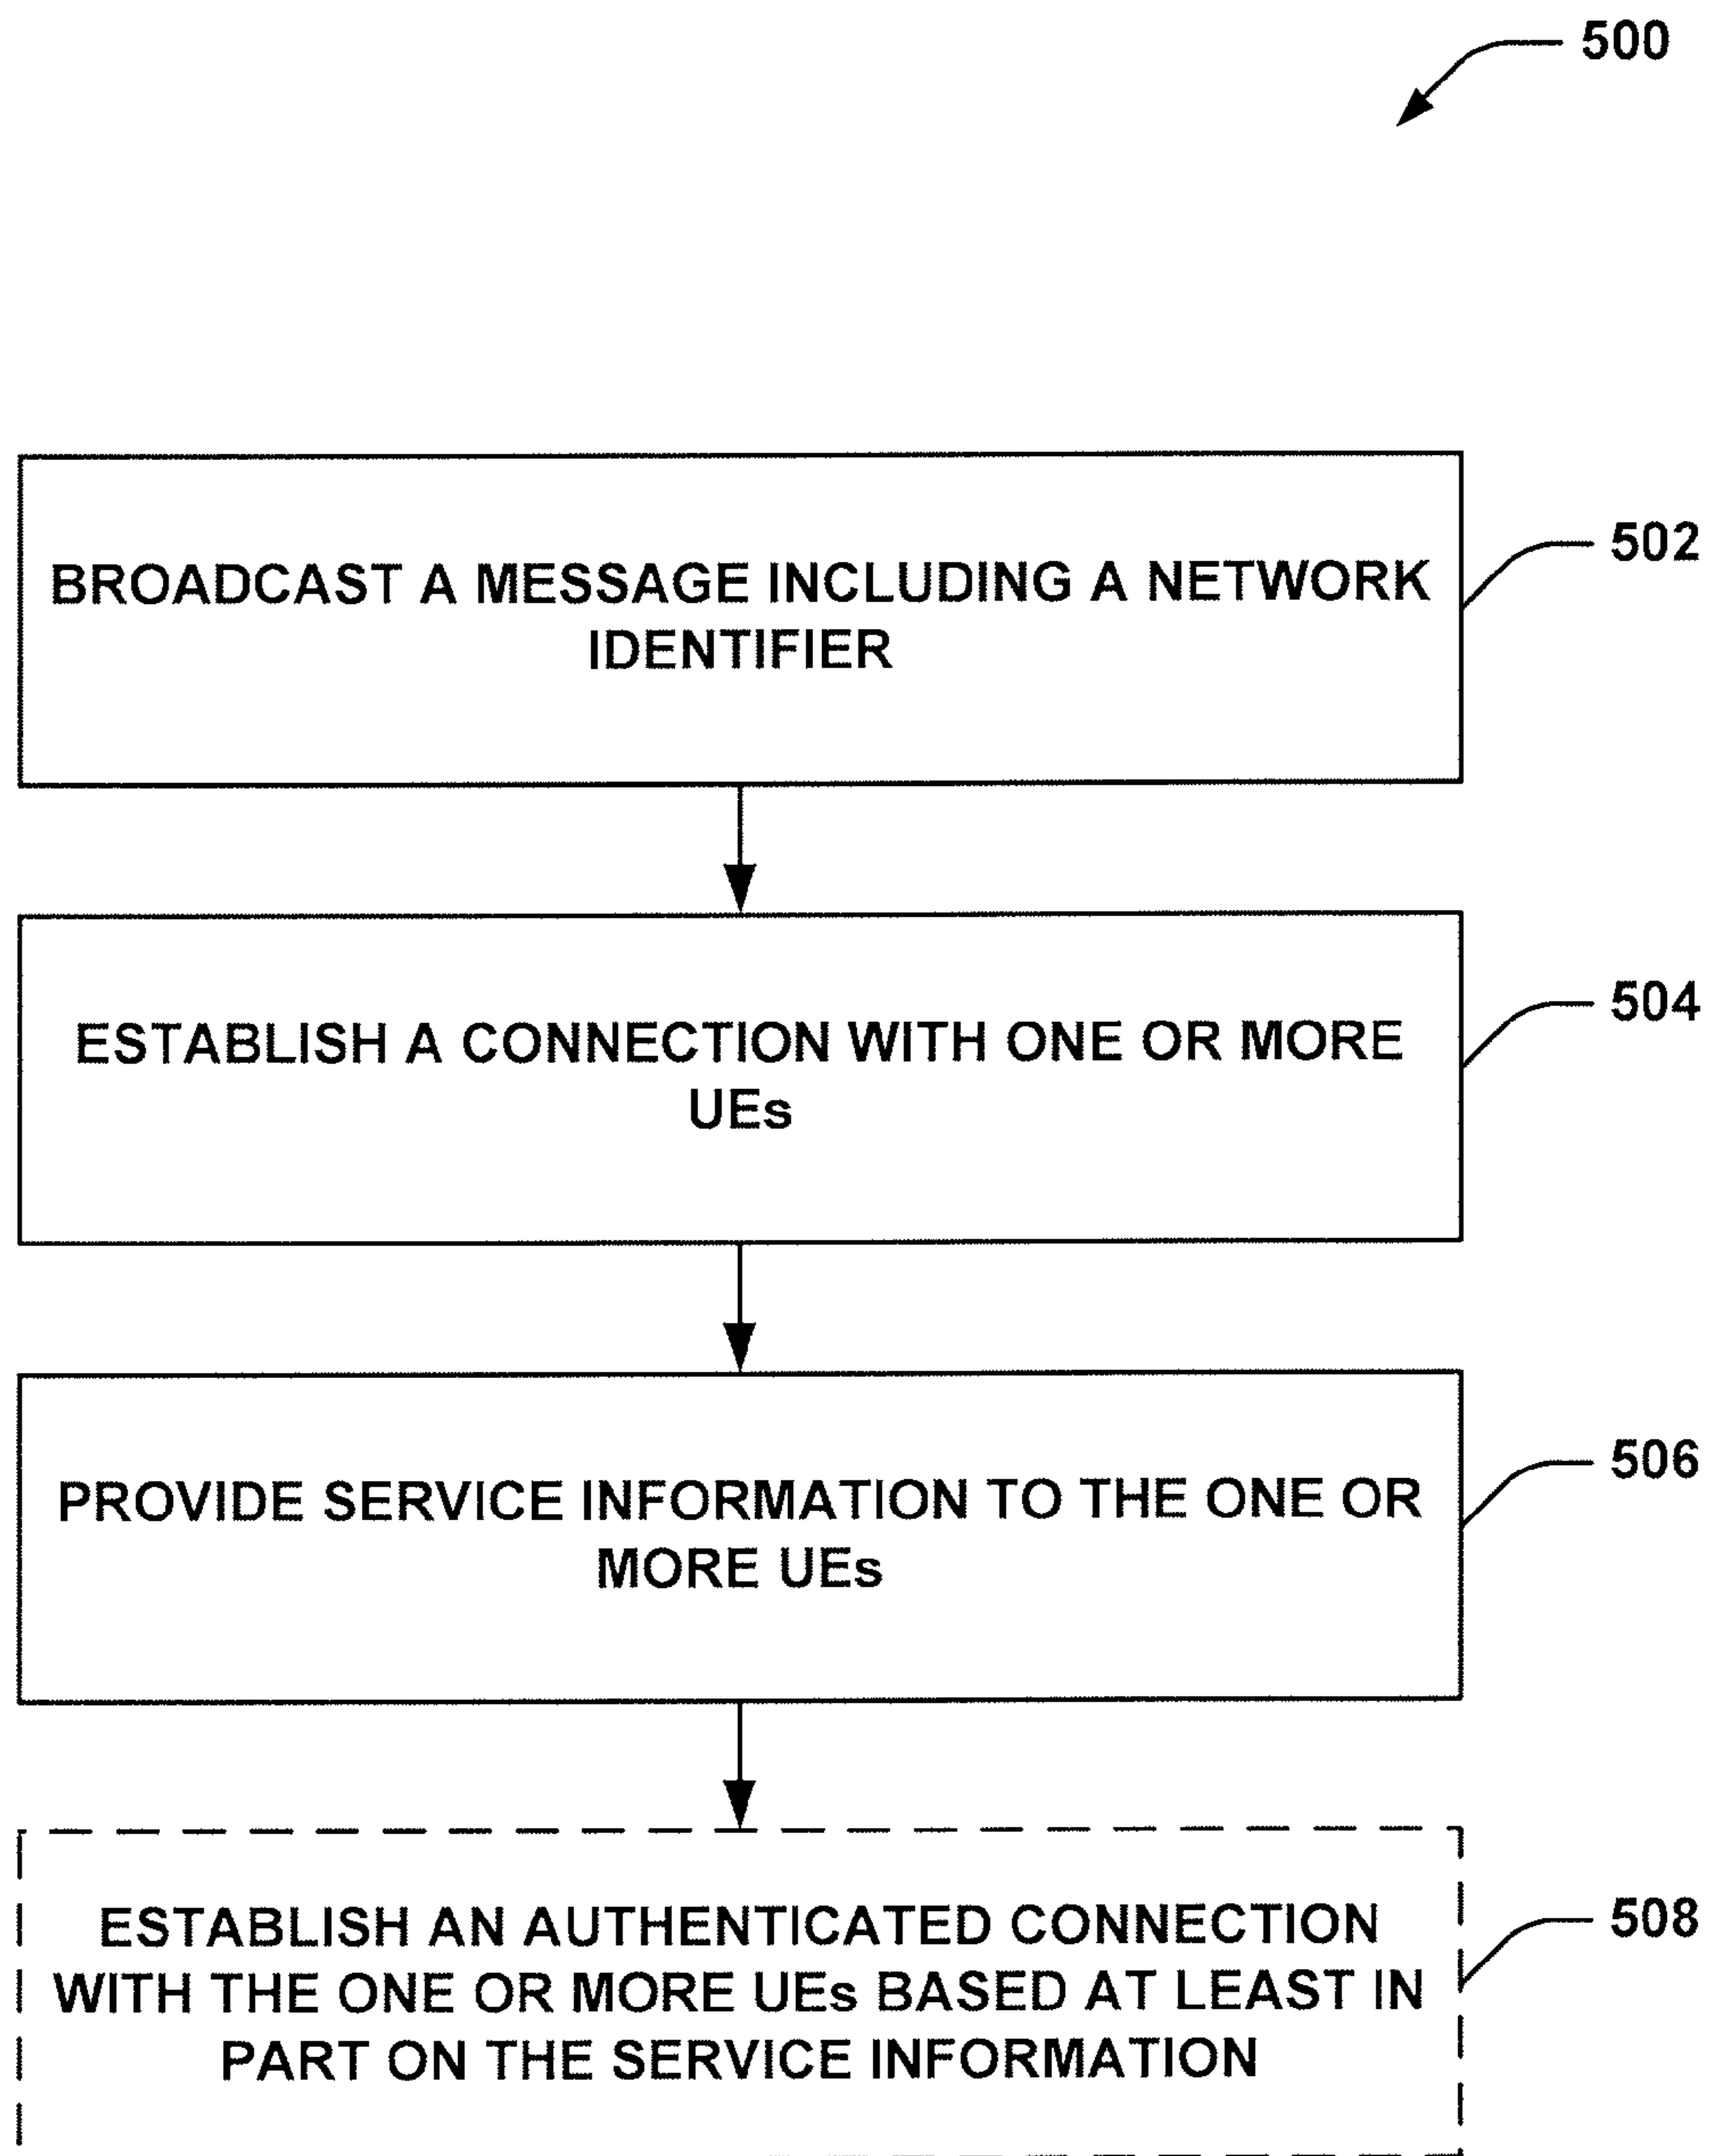 500
BROADCAST A MESSAGE INCLUDING A NETWORK
IDENTIFIER
502
ESTABLISH A CONNECTION WITH ONE OR MORE
UEs
504
PROVIDE SERVICE INFORMATION TO THE ONE OR
MORE UEs
506
ESTABLISH AN AUTHENTICATED CONNECTION
WITH THE ONE OR MORE UEs BASED AT LEAST IN
PART ON THE SERVICE INFORMATION
508